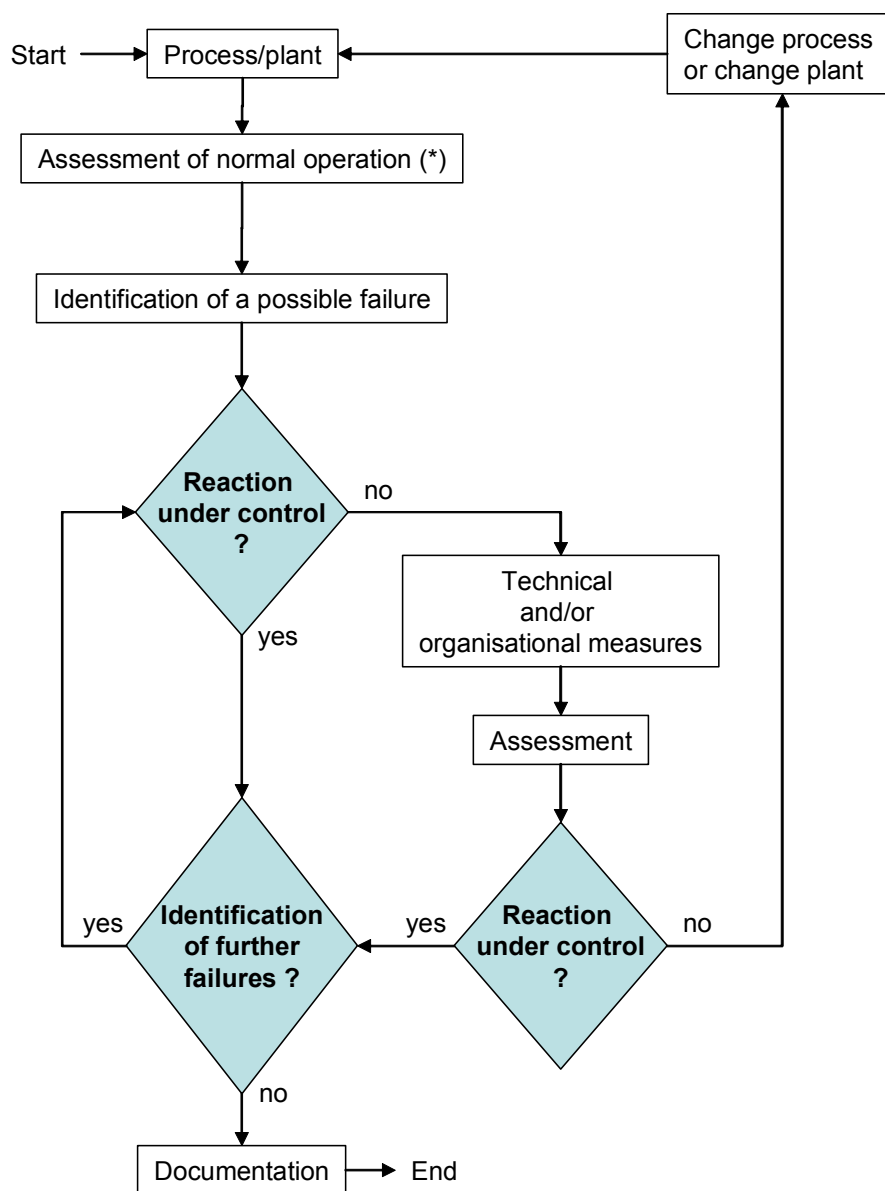 Start
Process/plant
Change process
or change plant
Assessment of normal operation (*)
Identification of a possible failure
Reaction
under control
?
no
Technical
and/or
organisational measures
yes
Assessment
Identification
of further
failures ?
yes
yes
Reaction
under control
?
no
no
Documentation
End